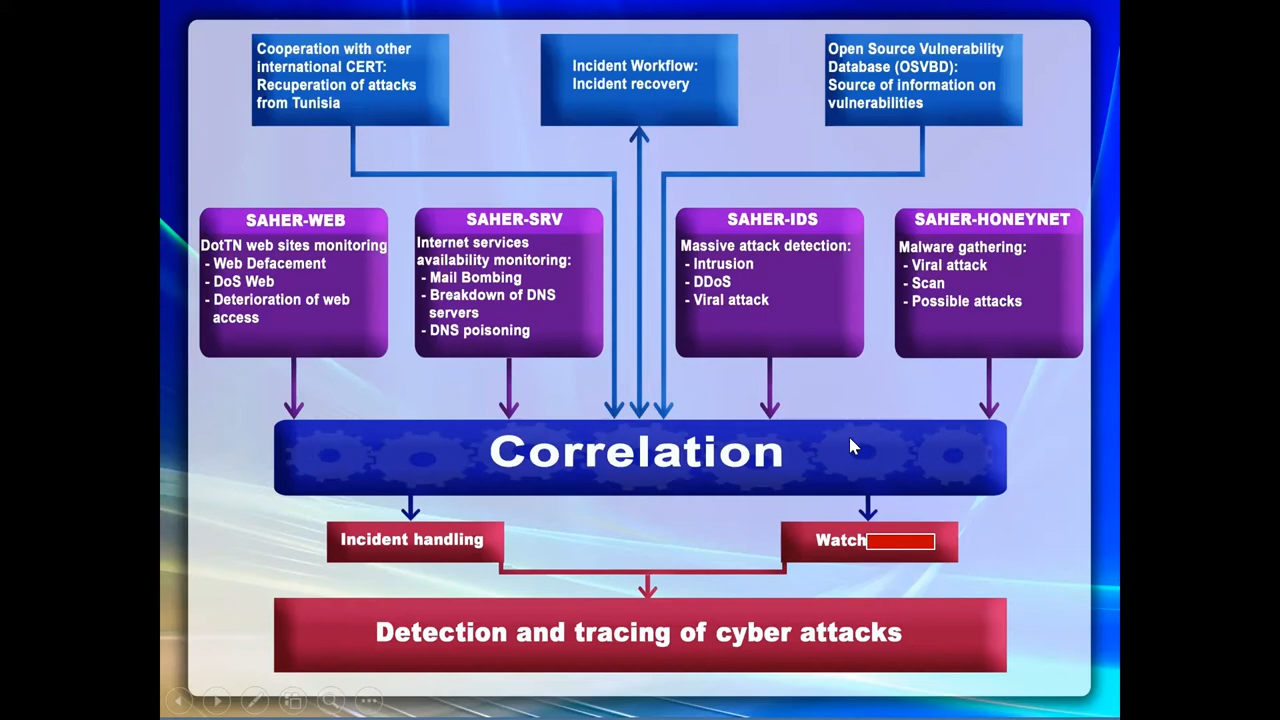 Cooperation with other
international CERT:
Recuperation of attacks
from Tunisia
Incident Workflow:
Incident recovery
Open Source Vulnerability
Database (OSVBD):
Source of information on
vulnerabilities
SAHER-WEB
DotTN web sites monitoring
- Web Defacement
- DoS Web
- Deterioration of web
access
SAHER-SRV
Internet services
availability monitoring:
- Mail Bombing
- Breakdown of DNS
servers
- DNS poisoning
SAHER-IDS
Massive attack detection:
- Intrusion
- DDoS
- Viral attack
SAHER-HONEYNET
Malware gathering:
- Viral attack
- Scan
- Possible attacks
Correlation
Incident handling
Watch
Detection and tracing of cyber attacks